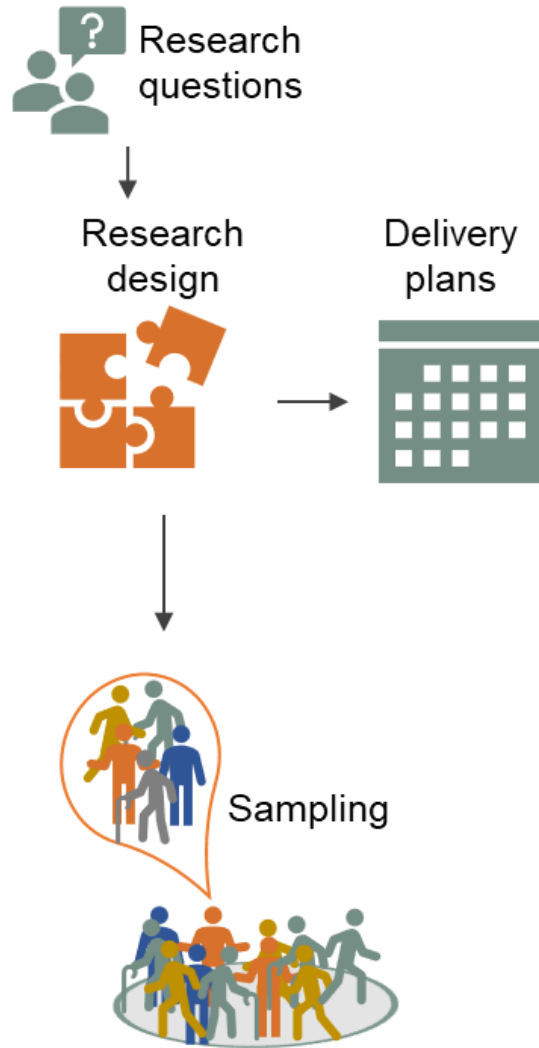 ?
Research
questions
Research
design
Delivery
plans
Sampling